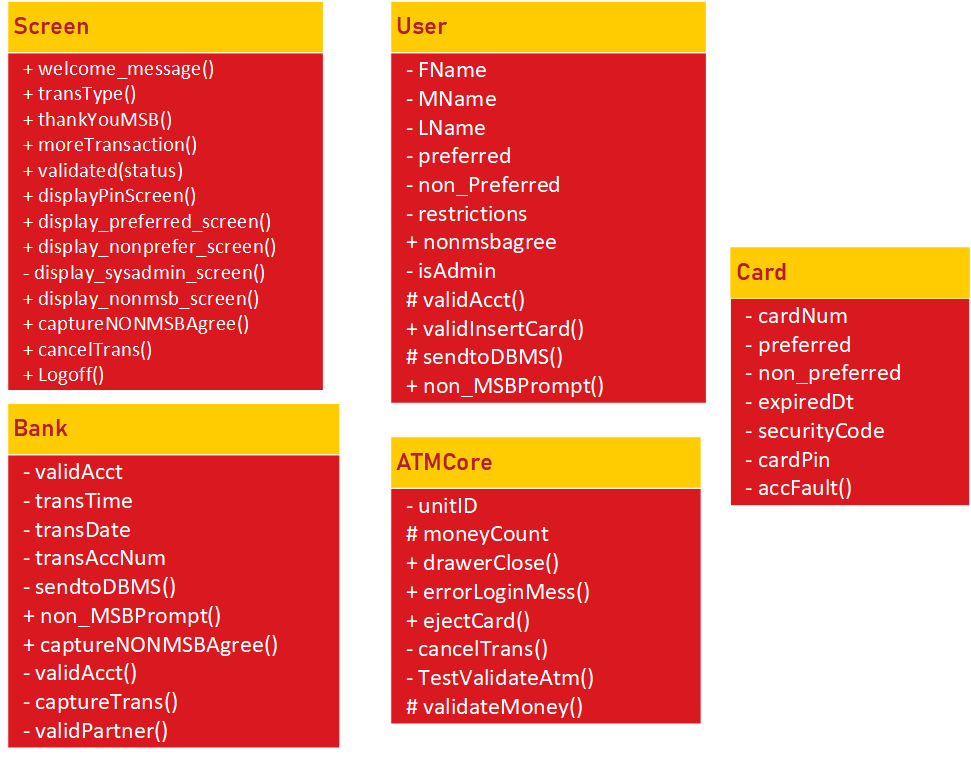 Screen
+ welcome_message()
+ transType()
+ thankYouMSB()
+ moreTransaction()
+ validated(status)
+ displayPinScreen()
+ display_preferred_screen()
+ display_nonprefer_screen()
- display_sysadmin_screen()
+ display_nonmsb_screen()
+ captureNONMSBAgree()
+ cancelTrans()
+ Logoff()
User
- FName
- MName
- LName
- preferred
- non_Preferred
- restrictions
+ nonmsbagree
- isAdmin
# validAcct()
+ validInsertCard()
# sendtoDBMS()
+ non_MSBPrompt()
Card
- cardNum
- preferred
- non_preferred
- expiredDt
- securityCode
- cardPin
- accFault()
Bank
- validAcct
- transTime
- transDate
- transAccNum
- sendtoDBMS()
+ non_MSBPrompt()
+ captureNONMSBAgree()
- validAcct()
- captureTrans()
- validPartner()
ATMCore
- unitID
# moneyCount
+ drawerClose()
+ errorLoginMess()
+ ejectCard()
- cancelTrans()
- TestValidateAtm()
# validateMoney()